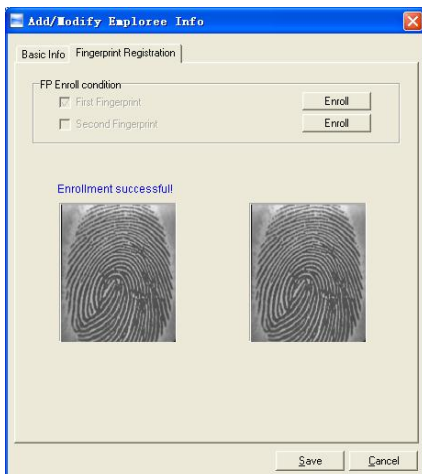 Add/Modify Emploree Info
Basic Info
Fingerprint Registration
FP Enroll condition
First Fingerprint
Enroll
Second Fingerprint
Enroll
Enrollment successful!
Save
Cancel